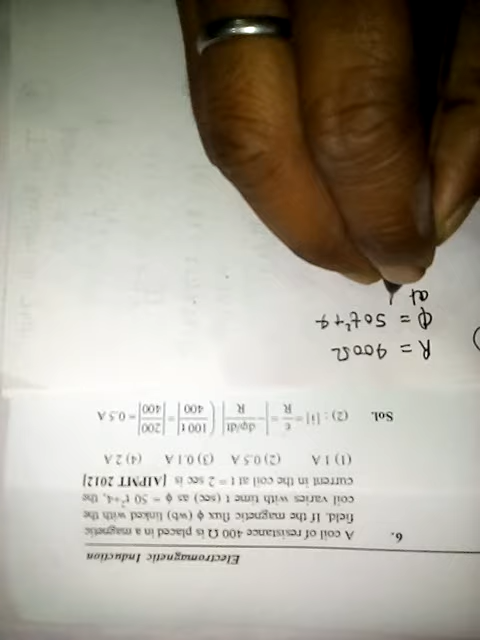 Electromagnetic Induction
6. A coil of resistance 400 Ω is placed in a magnetic
field. If the magnetic flux ϕ (wb) linked with the
coil varies with time t (sec) as ϕ = 50 t²+4, the
current in the coil at t = 2 sec is [AIPMT 2012]
(1) 1 A (2) 0.5 A (3) 0.1 A (4) 2 A
Sol. (2) : |i| = ε/R = |−dφ/dt / R| (|100 t / 400| = |200 / 400| = 0.5 A
R = 400Ω
Φ = 50t²+4
at